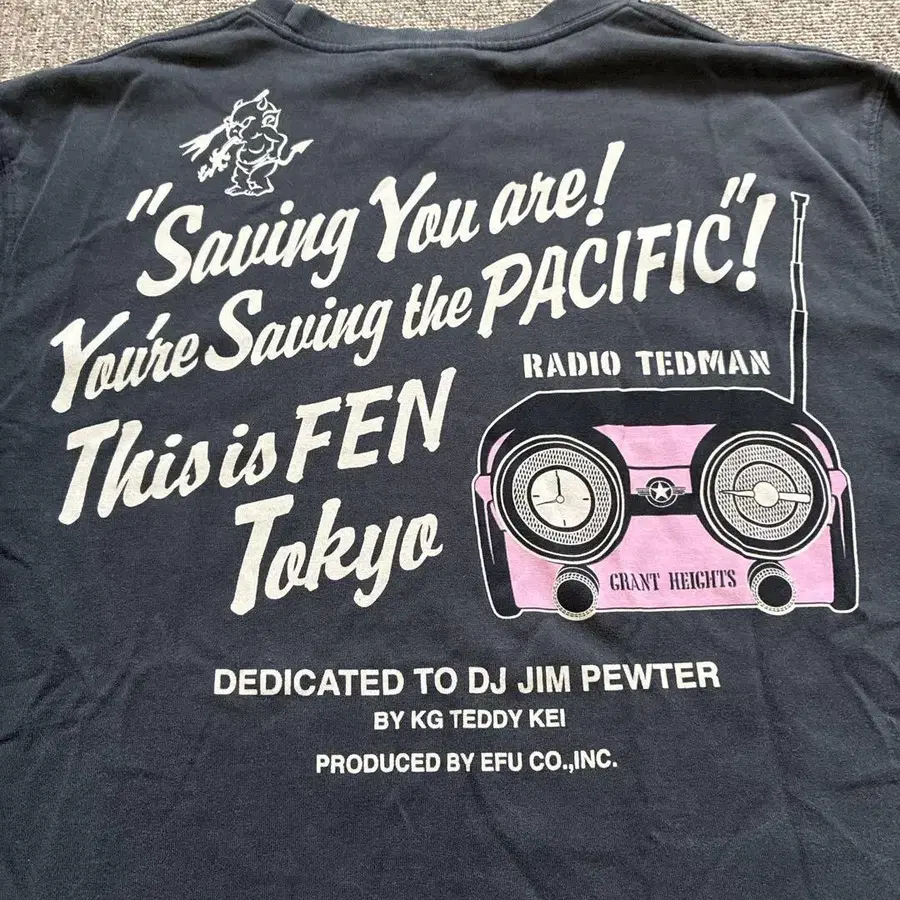 "Saving You are!
You're Saving the PACIFIC"!
RADIO TEDMAN
This is FEN
Tokyo
GRANT HEIGHTS
DEDICATED TO DJ JIM PEWTER
BY KG TEDDY KEI
PRODUCED BY EFU CO.,INC.